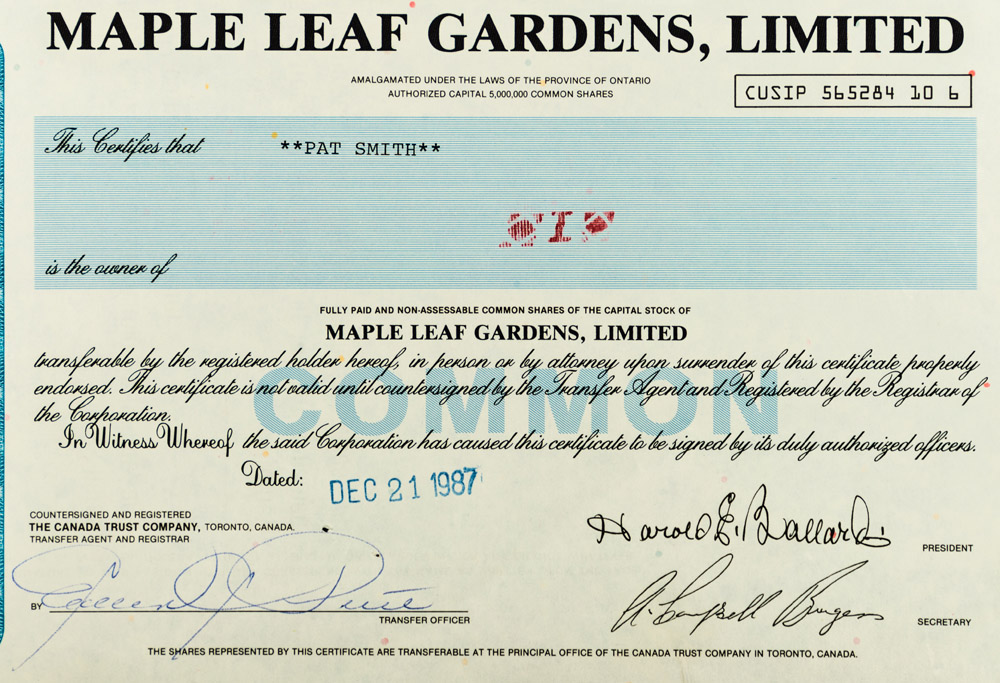 MAPLE LEAF GARDENS, LIMITED
AMALGAMATED UNDER THE LAWS OF THE PROVINCE OF ONTARIO
AUTHORIZED CAPITAL 5,000,000 COMMON SHARES
CUSIP 565284 10 6
This Certifies that **PAT SMITH**
is the owner of
FULLY PAID AND NON-ASSESSABLE COMMON SHARES OF THE CAPITAL STOCK OF
MAPLE LEAF GARDENS, LIMITED
transferable by the registered holder hereof, in person or by attorney upon surrender of this certificate properly
endorsed. This certificate is not valid until countersigned by the Transfer Agent and Registered by the Registrar of
the Corporation.
COMMON
In Witness Whereof the said Corporation has caused this certificate to be signed by its duly authorized officers.
Dated: DEC 21 1987
COUNTERSIGNED AND REGISTERED
THE CANADA TRUST COMPANY, TORONTO, CANADA.
TRANSFER AGENT AND REGISTRAR
Harold E. Ballard
PRESIDENT
BY
TRANSFER OFFICER
A. Campbell Burgess
SECRETARY
THE SHARES REPRESENTED BY THIS CERTIFICATE ARE TRANSFERABLE AT THE PRINCIPAL OFFICE OF THE CANADA TRUST COMPANY IN TORONTO, CANADA.